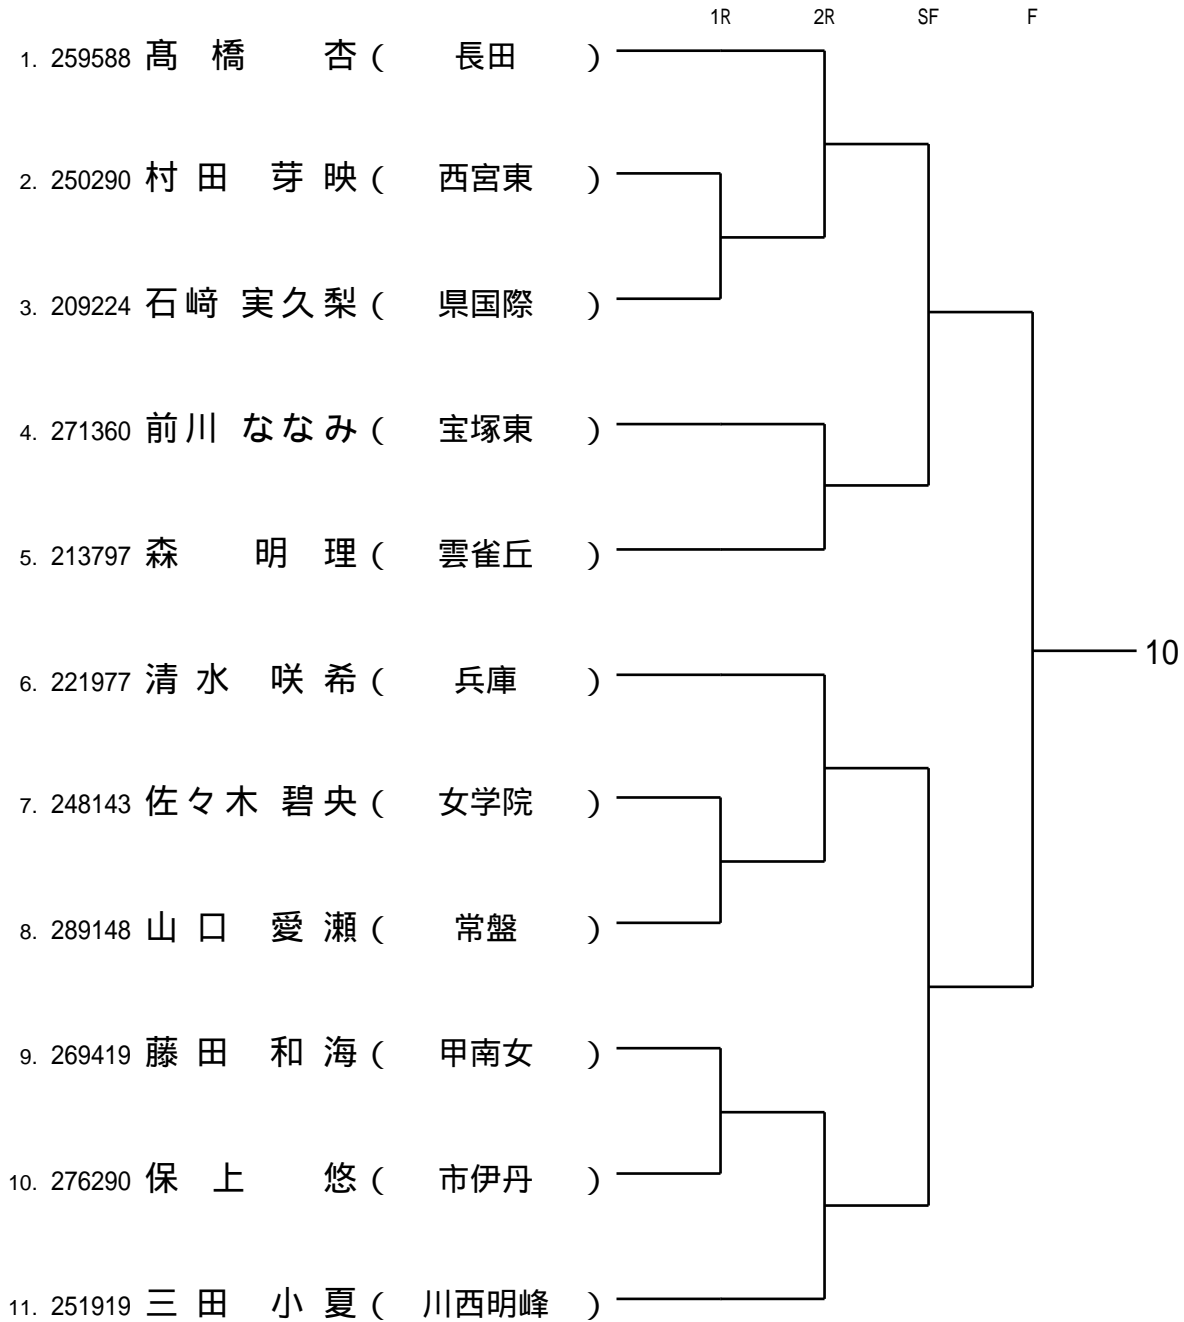 1R 2R SF F
1. 259588 髙橋 杏 ( 長田 )
2. 250290 村田 芽映 ( 西宮東 )
3. 209224 石﨑 実久梨 ( 県国際 )
4. 271360 前川 ななみ ( 宝塚東 )
5. 213797 森 明理 ( 雲雀丘 )
10
6. 221977 清水 咲希 ( 兵庫 )
7. 248143 佐々木 碧央 ( 女学院 )
8. 289148 山口 愛瀬 ( 常盤 )
9. 269419 藤田 和海 ( 甲南女 )
10. 276290 保上 悠 ( 市伊丹 )
11. 251919 三田 小夏 ( 川西明峰 )